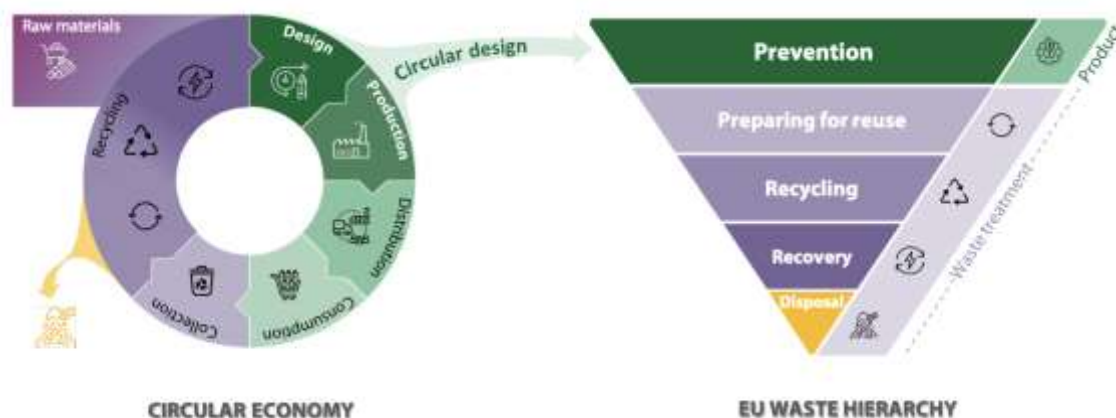 Raw materials
Design
Production
Distribution
Consumption
Collection
Recycling
Circular design
Prevention
Preparing for reuse
Recycling
Recovery
Disposal
Product
Waste treatment
CIRCULAR ECONOMY
EU WASTE HIERARCHY